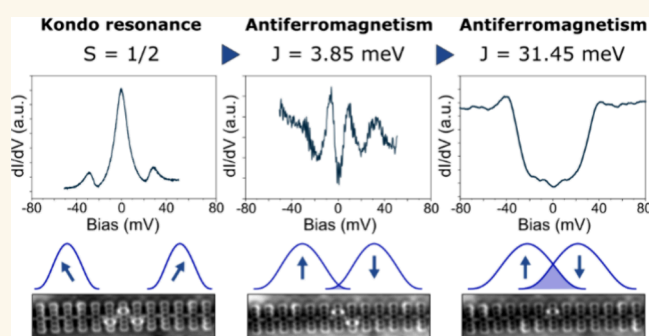 Kondo resonance
S = 1/2
dI/dV (a.u.)
-80 -40 0 40 80
Bias (mV)
Antiferromagnetism
J = 3.85 meV
dI/dV (a.u.)
-80 -40 0 40 80
Bias (mV)
Antiferromagnetism
J = 31.45 meV
dI/dV (a.u.)
-80 -40 0 40 80
Bias (mV)